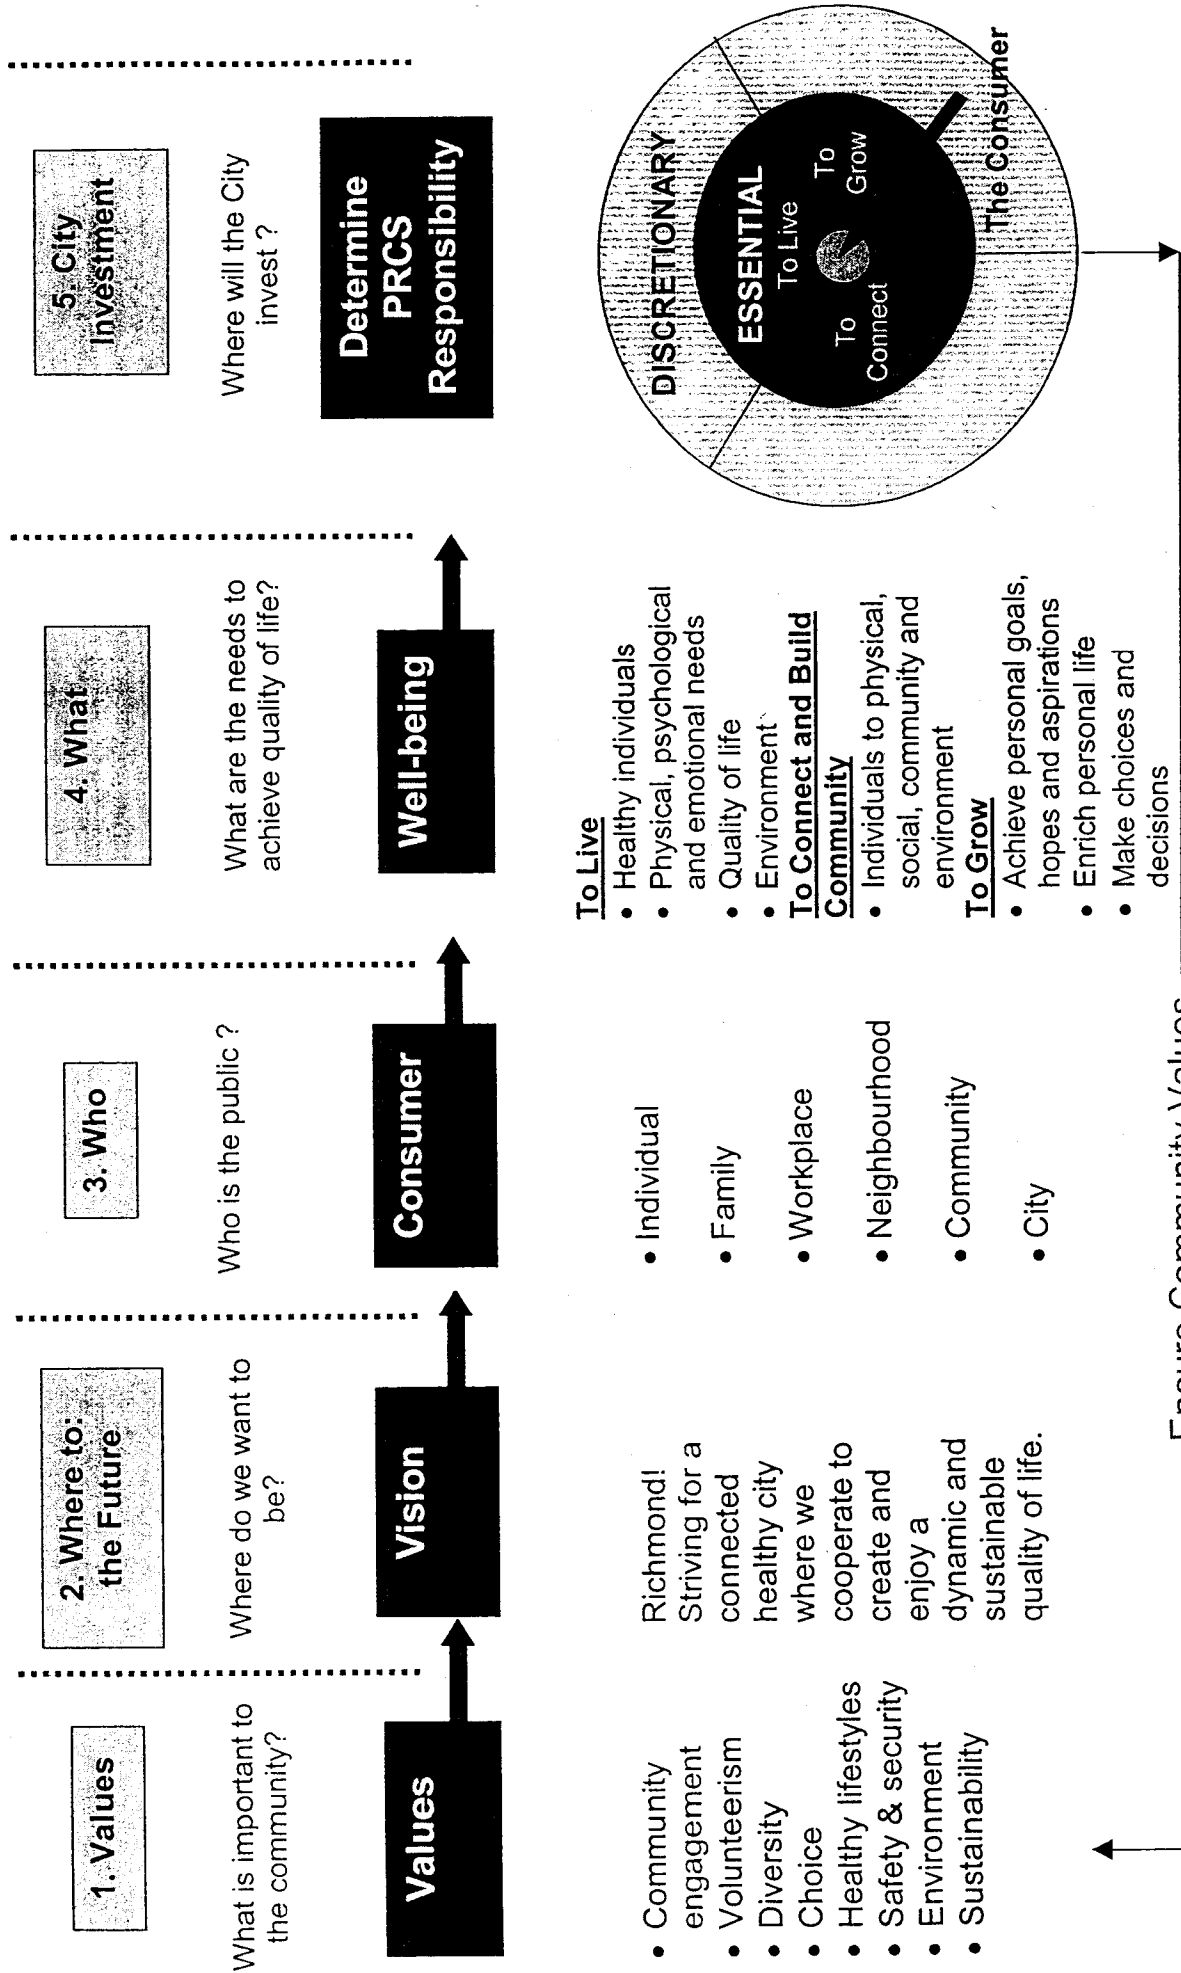 1. Values
What is important to
the community?
Values
• Community
engagement
• Volunteerism
• Diversity
• Choice
• Healthy lifestyles
• Safety & security
• Environment
• Sustainability
2. Where to:
the Future
Where do we want to
be?
Vision
Richmond!
Striving for a
connected
healthy city
where we
cooperate to
create and
enjoy a
dynamic and
sustainable
quality of life.
3. Who
Who is the public ?
Consumer
• Individual
• Family
• Workplace
• Neighbourhood
• Community
• City
4. What
What are the needs to
achieve quality of life?
Well-being
To Live
• Healthy individuals
• Physical, psychological
and emotional needs
• Quality of life
• Environment
To Connect and Build
Community
• Individuals to physical,
social, community and
environment
To Grow
• Achieve personal goals,
hopes and aspirations
• Enrich personal life
• Make choices and
decisions
5. City
Investment
Where will the City
invest ?
Determine
PRCS
Responsibility
DISCRETIONARY
ESSENTIAL
To Live
To
Connect
To
Grow
The Consumer
Ensure Community Values